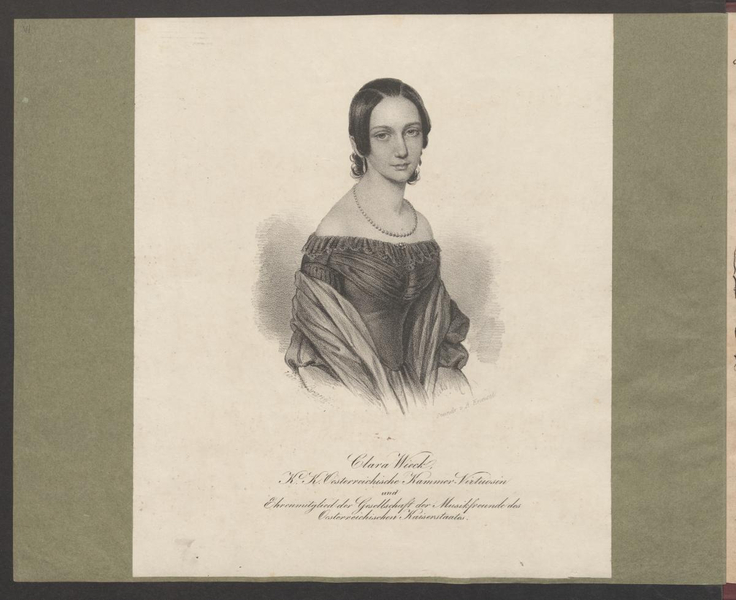 Clara Wieck,
K. K. Oesterreichische Kammer-Virtuosin
und
Ehrenmitglied der Gesellschaft der Musikfreunde des
Oesterreichischen Kaiserstaates.